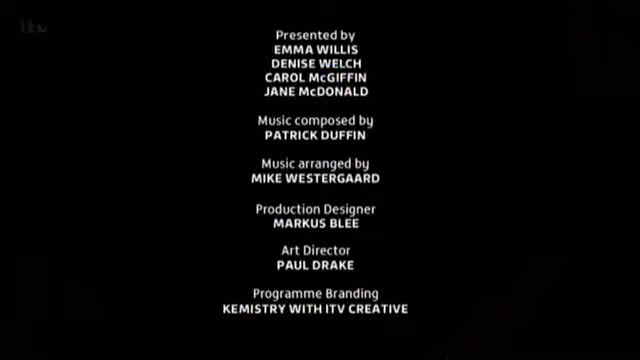 itv
Presented by
EMMA WILLIS
DENISE WELCH
CAROL McGIFFIN
JANE McDONALD
Music composed by
PATRICK DUFFIN
Music arranged by
MIKE WESTERGAARD
Production Designer
MARKUS BLEE
Art Director
PAUL DRAKE
Programme Branding
KEMISTRY WITH ITV CREATIVE